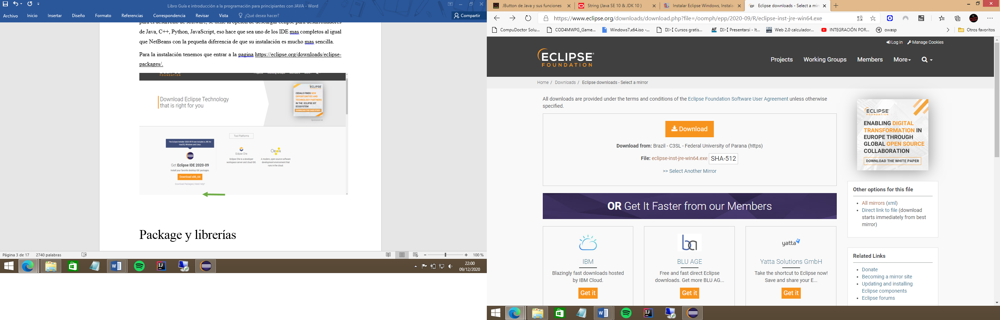 Libro Guía e introducción a la programación para principiantes con JAVA - Word
Archivo Inicio Insertar Diseño Formato Referencias Correspondencia Revisar Vista ¿Qué desea hacer? Compartir
para el desarrollo de software, se tiene la opción de descargar eclipse para desarrolladores
de Java, C++, Python, JavaScript, eso hace que sea uno de los IDE mas completos al igual
que NetBeans con la pequeña diferencia de que su instalación es mucho mas sencilla.
Para la instalación tenemos que entrar a la pagina https://eclipse.org/downloads/eclipse-
packages/.
FOUNDATION
Download Eclipse Technology
that is right for you
ECLIPSE
CEDALO FINDS NEW
OPPORTUNITIES AND
TECHNOLOGY PARTNERS
IN THE ECLIPSE IOT
ECOSYSTEM
DOWNLOAD THE CASE STUDY
Sponsored Ad
Tool Platforms
The Eclipse Installer 2020-09 R now includes a JRE for
macOS, Windows and Linux.
Get Eclipse IDE 2020-09
Install your favorite desktop IDE packages.
Download x86_64
Download Packages | Need Help?
Eclipse Che
Eclipse Che is a developer
workspace server and cloud IDE.
ORION
A modern, open source software
development environment that
runs in the cloud.
Package y librerías
Página 3 de 17 2740 palabras 100 %
22:00
09/12/2020
JButton de Java y sus funciones String (Java SE 10 & JDK 10 ) Instalar Eclipse Windows, Instala Eclipse downloads - Select a mir
https://www.eclipse.org/downloads/download.php?file=/oomph/epp/2020-09/R/eclipse-inst-jre-win64.exe
CompuDoctor Solu... COD4MWPG_Game... Windows7.x64.iso -... Cursos gratis... Presentarsi - It... Web 2.0 calculador... INTEGRACIÓN POR... owasp Otros favoritos
Log in Manage Cookies
ECLIPSE
FOUNDATION
Projects Working Groups Members More
Home / Downloads / Eclipse downloads - Select a mirror
All downloads are provided under the terms and conditions of the Eclipse Foundation Software User Agreement unless otherwise
specified.
Download
Download from: Brazil - C3SL - Federal University of Parana (https)
File: eclipse-inst-jre-win64.exe SHA-512
>> Select Another Mirror
OR Get It Faster from our Members
IBM
Blazingly fast downloads hosted
by IBM Cloud.
Get it
ba
BLU AGE
Free and fast direct Eclipse
downloads. Get more BLU AG...
Get it
yatta
Yatta Solutions GmbH
Take the shortcut to Eclipse now!
Save and share your E...
Get it
ECLIPSE
FOUNDATION
ENABLING DIGITAL
TRANSFORMATION IN
EUROPE THROUGH
GLOBAL OPEN SOURCE
COLLABORATION
DOWNLOAD THE WHITE PAPER
Other options for this file
All mirrors (xml)
Direct link to file (download
starts immediately from best
mirror)
Related Links
Donate
Becoming a mirror site
Updating and installing
Eclipse components
Eclipse forums